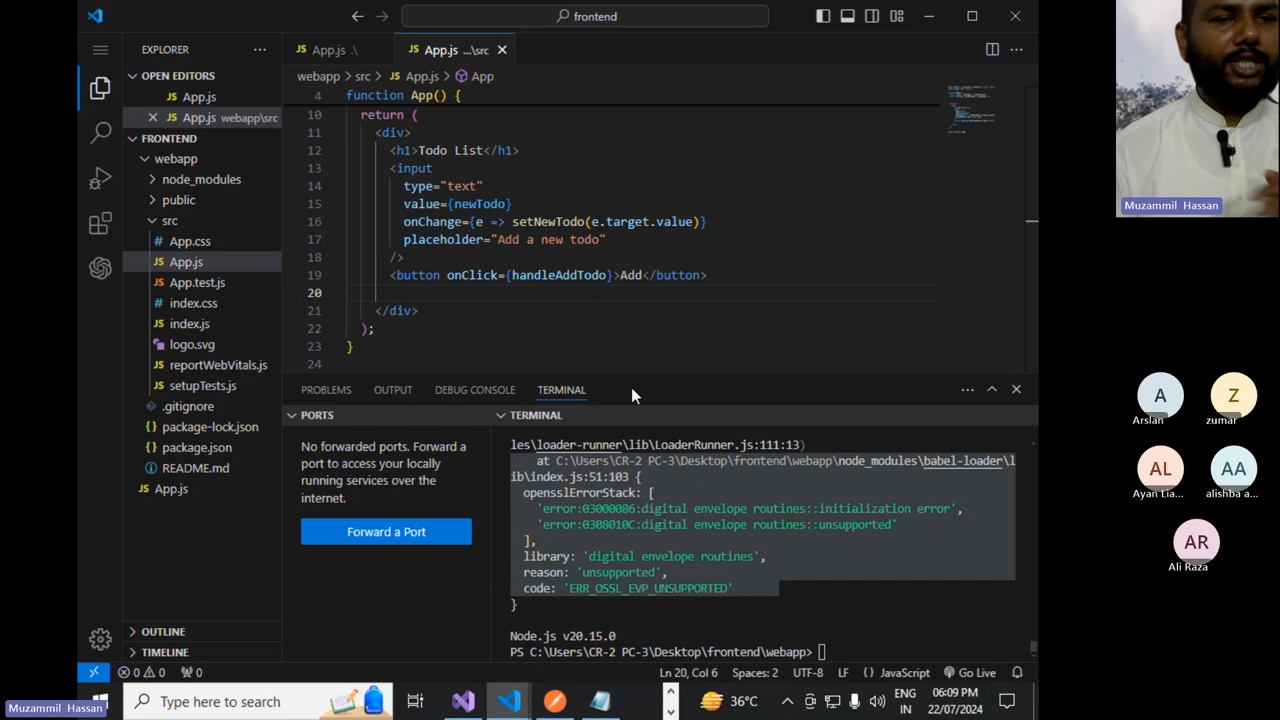 frontend
EXPLORER
OPEN EDITORS
App.js
App.js webapp\src
FRONTEND
webapp
node_modules
public
src
App.css
App.js
App.test.js
index.css
index.js
logo.svg
reportWebVitals.js
setupTests.js
.gitignore
package-lock.json
package.json
README.md
App.js
OUTLINE
TIMELINE
App.js .\
App.js ...\src
webapp > src > App.js > App
4 function App() {
10 return (
11 <div>
12 <h1>Todo List</h1>
13 <input
14 type="text"
15 value={newTodo}
16 onChange={e => setNewTodo(e.target.value)}
17 placeholder="Add a new todo"
18 />
19 <button onClick={handleAddTodo}>Add</button>
20
21 </div>
22 );
23 }
24
PROBLEMS OUTPUT DEBUG CONSOLE TERMINAL
PORTS
No forwarded ports. Forward a
port to access your locally
running services over the
internet.
Forward a Port
TERMINAL
les\loader-runner\lib\LoaderRunner.js:111:13)
at C:\Users\CR-2 PC-3\Desktop\frontend\webapp\node_modules\babel-loader\l
ib\index.js:51:103 {
opensslErrorStack: [
'error:03000086:digital envelope routines::initialization error',
'error:0308010C:digital envelope routines::unsupported'
],
library: 'digital envelope routines',
reason: 'unsupported',
code: 'ERR_OSSL_EVP_UNSUPPORTED'
}
Node.js v20.15.0
PS C:\Users\CR-2 PC-3\Desktop\frontend\webapp>
0 0 0
Ln 20, Col 6 Spaces: 2 UTF-8 LF {} JavaScript Go Live
Muzammil Hassan
Type here to search
36°C
ENG
IN
06:09 PM
22/07/2024
Muzammil Hassan
A
Arslan
Z
zumar
AL
Ayan Lia...
AA
alishba a...
AR
Ali Raza